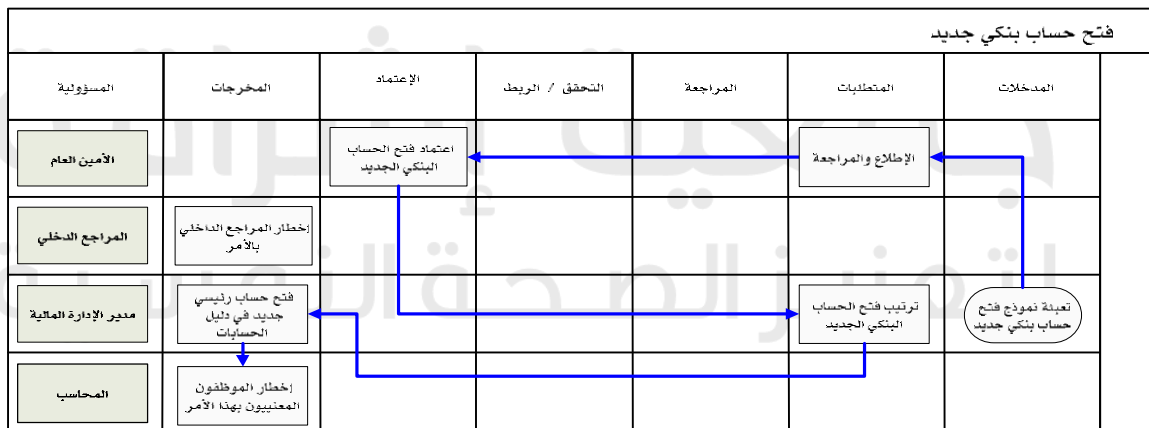 فتح حساب بنكي جديد
المدخلات
المتطلبات
المراجعة
التحقق / الربط
الإعتماد
المخرجات
المسؤولية
الإطلاع والمراجعة
اعتماد فتح الحساب
البنكي الجديد
الأمين العام
إخطار المراجع الداخلي
بالأمر
المراجع الدخلي
تعبئة نموذج فتح
حساب بنكي جديد
ترتيب فتح الحساب
البنكي الجديد
فتح حساب رئيسي
جديد في دليل
الحسابات
مدير الإدارة المالية
إخطار الموظفون
المعنييون بهذا الأمر
المحاسب